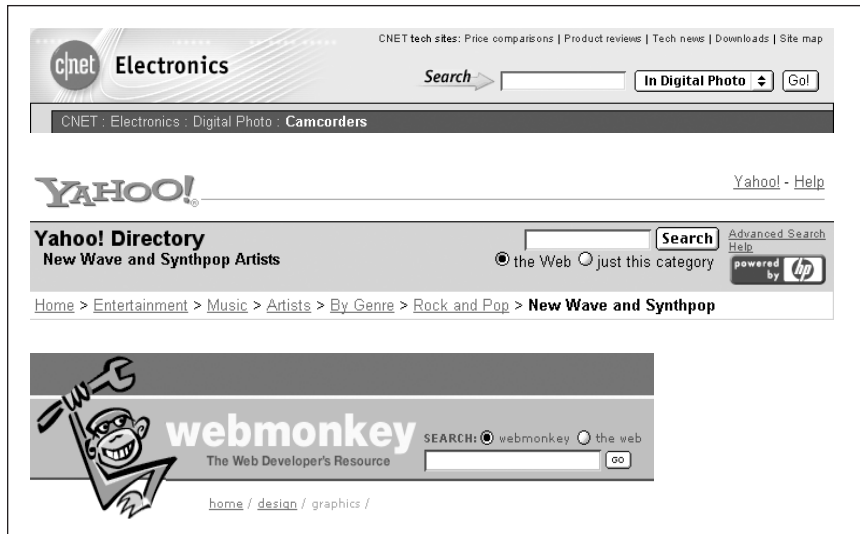 CNET tech sites: Price comparisons | Product reviews | Tech news | Downloads | Site map
c|net Electronics
Search In Digital Photo Go!
CNET : Electronics : Digital Photo : Camcorders
YAHOO!® Yahoo! - Help
Yahoo! Directory Search Advanced Search
New Wave and Synthpop Artists the Web just this category Help
powered by hp
Home > Entertainment > Music > Artists > By Genre > Rock and Pop > New Wave and Synthpop
webmonkey SEARCH: webmonkey the web
The Web Developer's Resource GO
home / design / graphics /